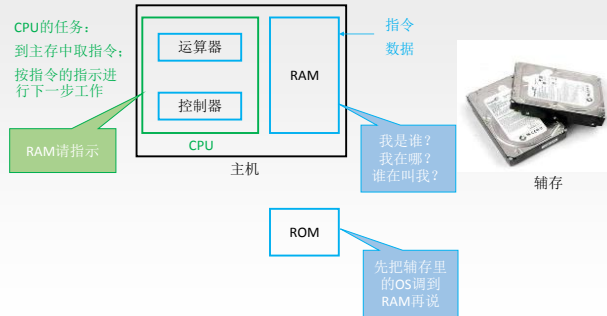 CPU的任务：
到主存中取指令；
按指令的指示进
行下一步工作
RAM请指示
运算器
控制器
CPU
RAM
主机
指令
数据
我是谁？
我在哪？
谁在叫我？
辅存
ROM
先把辅存里
的OS调到
RAM再说